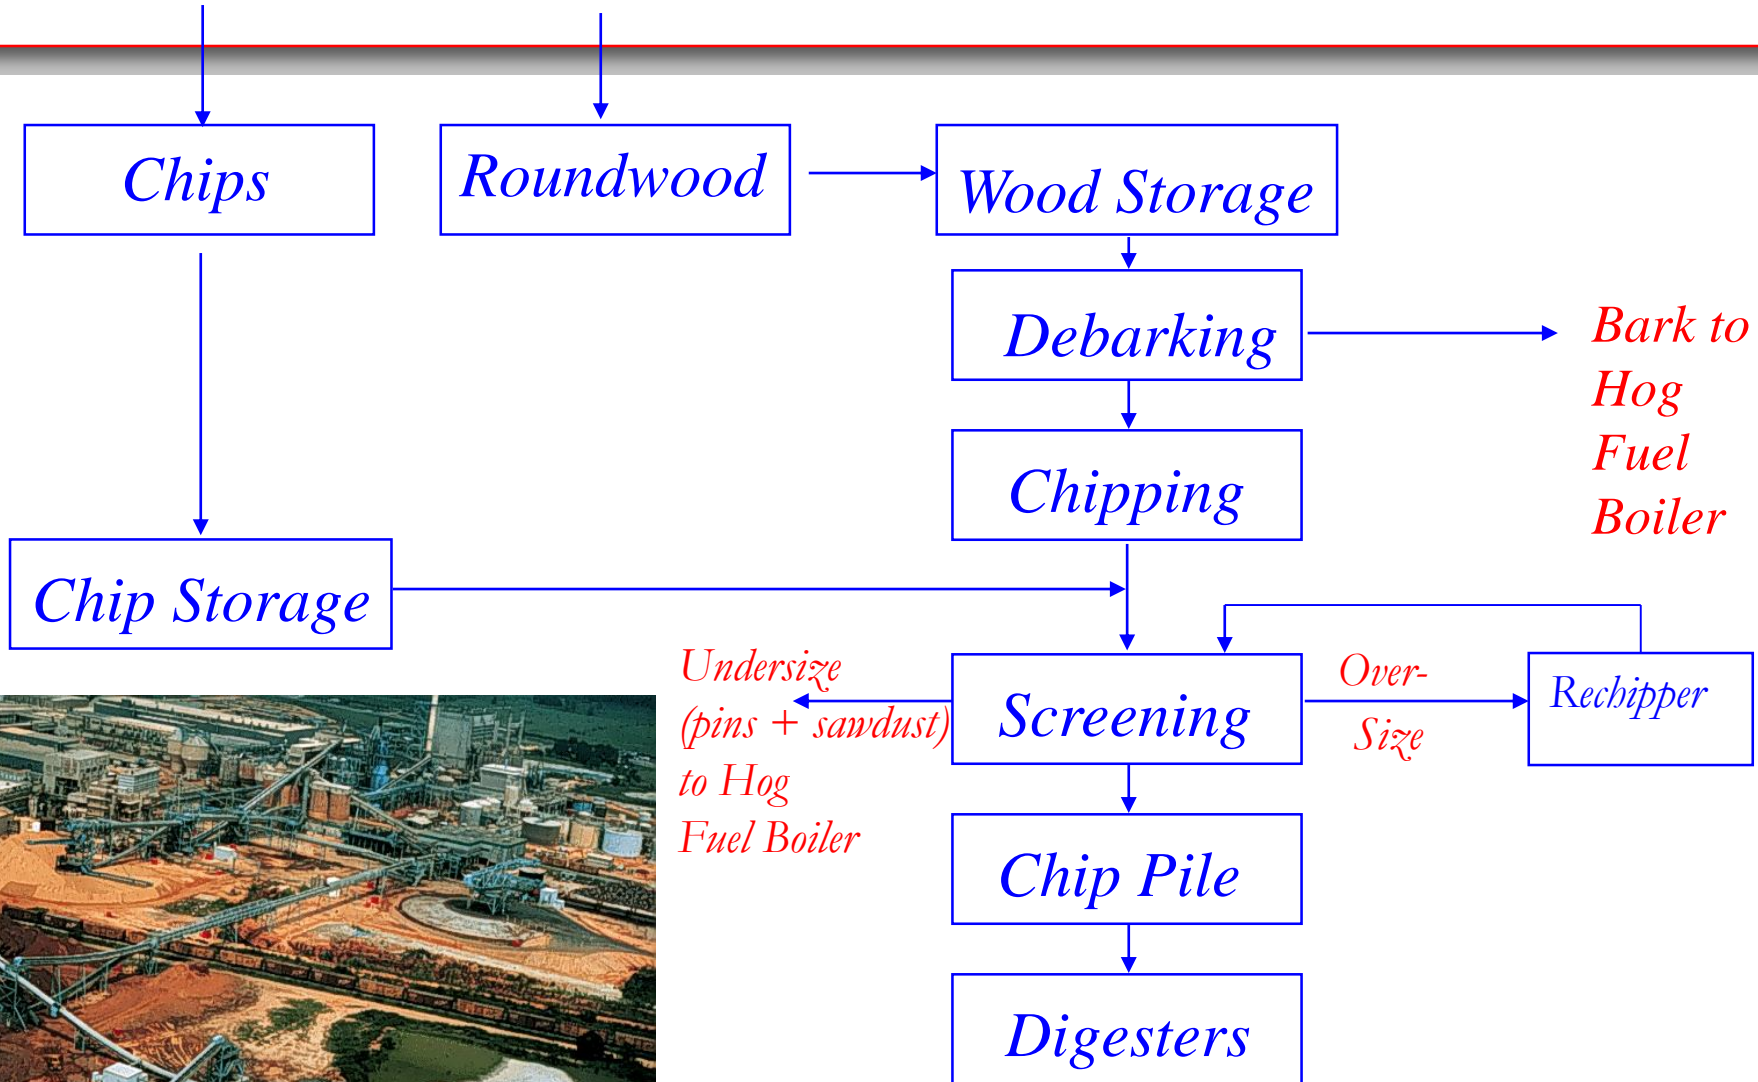 Chips
Roundwood
Wood Storage
Debarking
Bark to
Hog
Fuel
Boiler
Chipping
Chip Storage
Undersize
(pins + sawdust)
to Hog
Fuel Boiler
Screening
Over-
Size
Rechipper
Chip Pile
Digesters